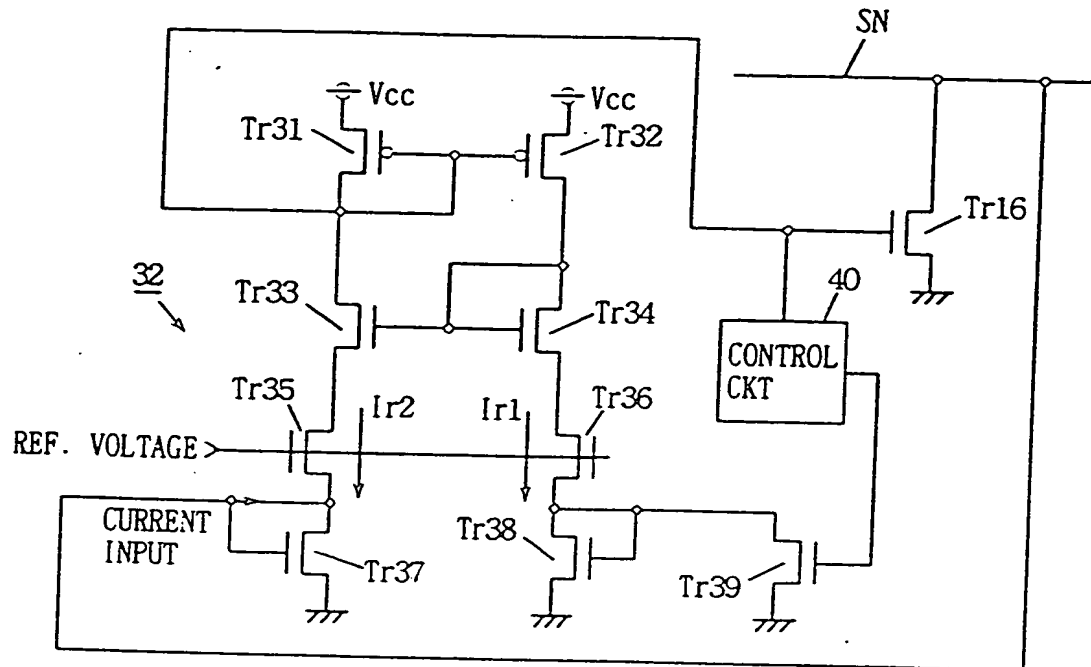 SN
Vcc
Vcc
Tr31
Tr32
Tr16
32
Tr33
Tr34
40
CONTROL
CKT
Tr35
Ir2
Ir1
Tr36
REF. VOLTAGE
CURRENT
INPUT
Tr37
Tr38
Tr39